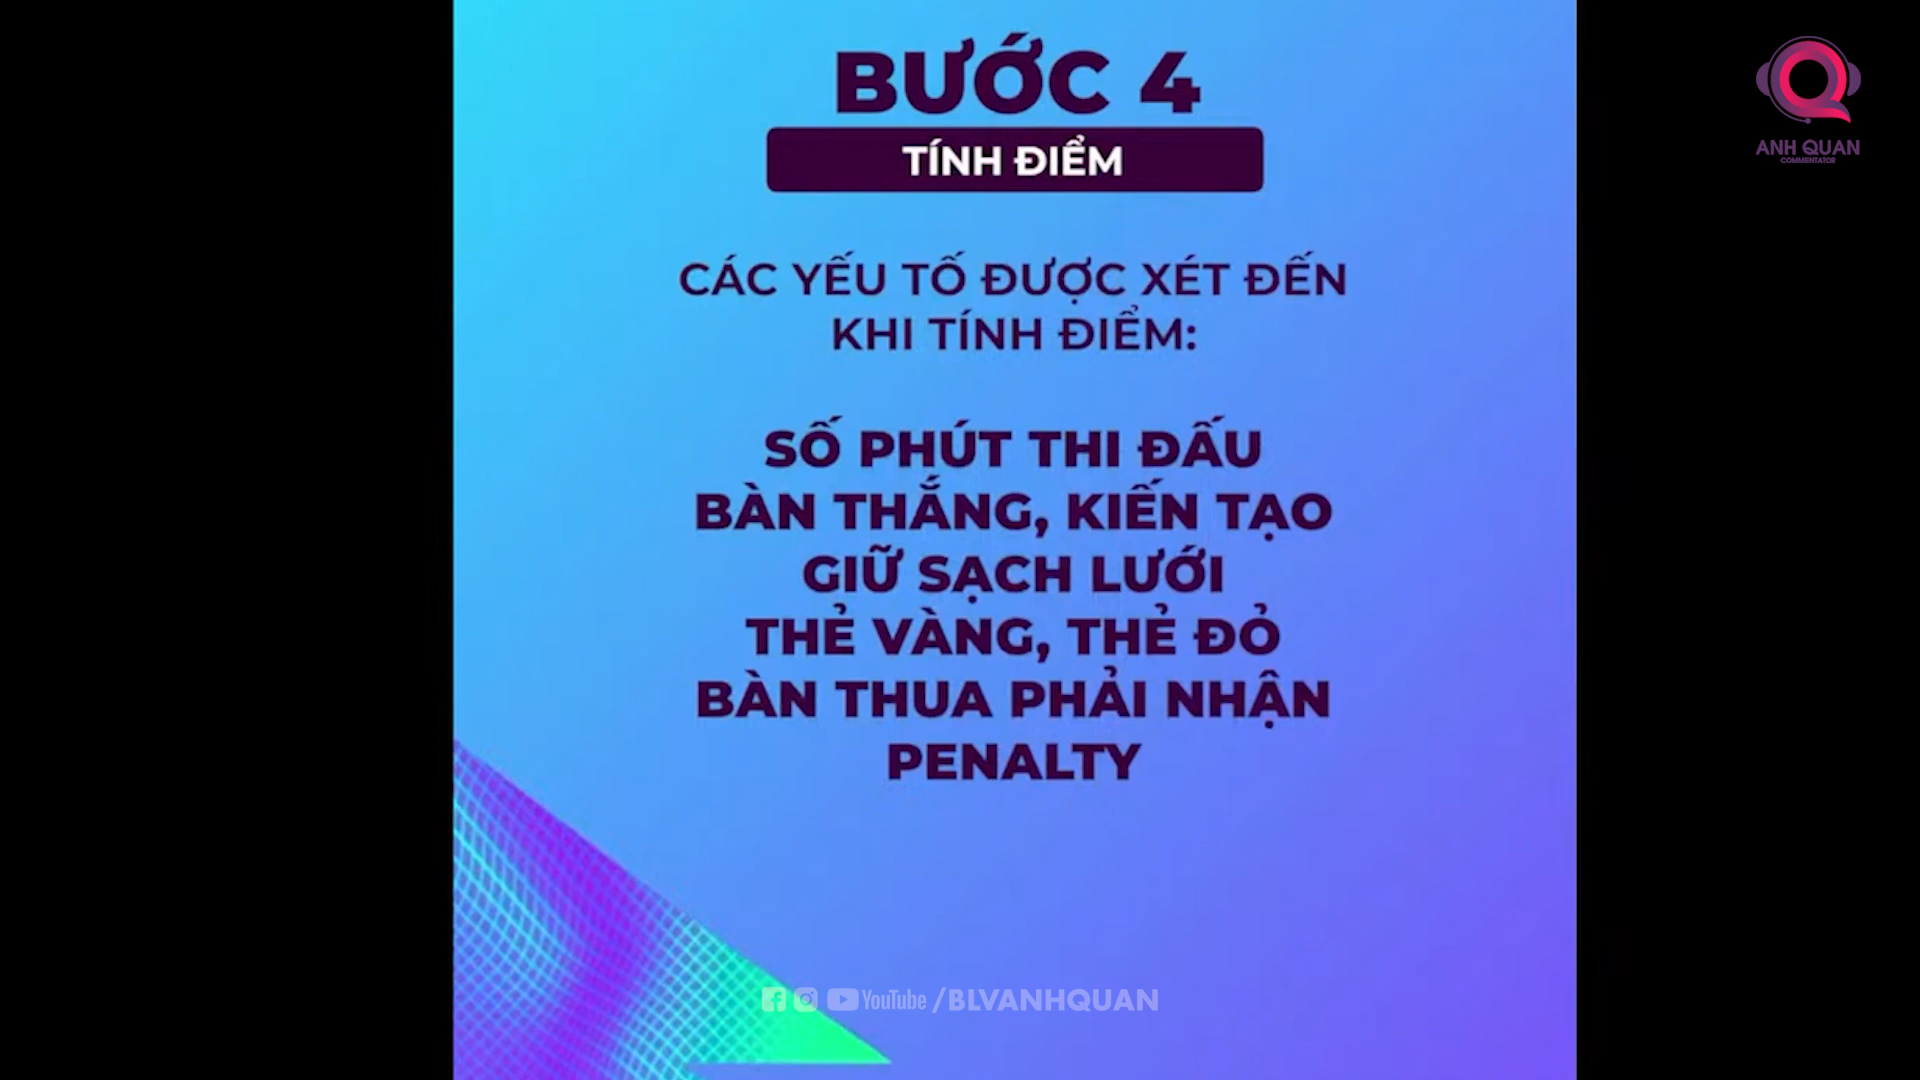 BƯỚC 4
TÍNH ĐIỂM
CÁC YẾU TỐ ĐƯỢC XÉT ĐẾN
KHI TÍNH ĐIỂM:
SỐ PHÚT THI ĐẤU
BÀN THẮNG, KIẾN TẠO
GIỮ SẠCH LƯỚI
THẺ VÀNG, THẺ ĐỎ
BÀN THUA PHẢI NHẬN
PENALTY
YouTube /BLVANHQUAN
ANH QUAN
COMMENTATOR